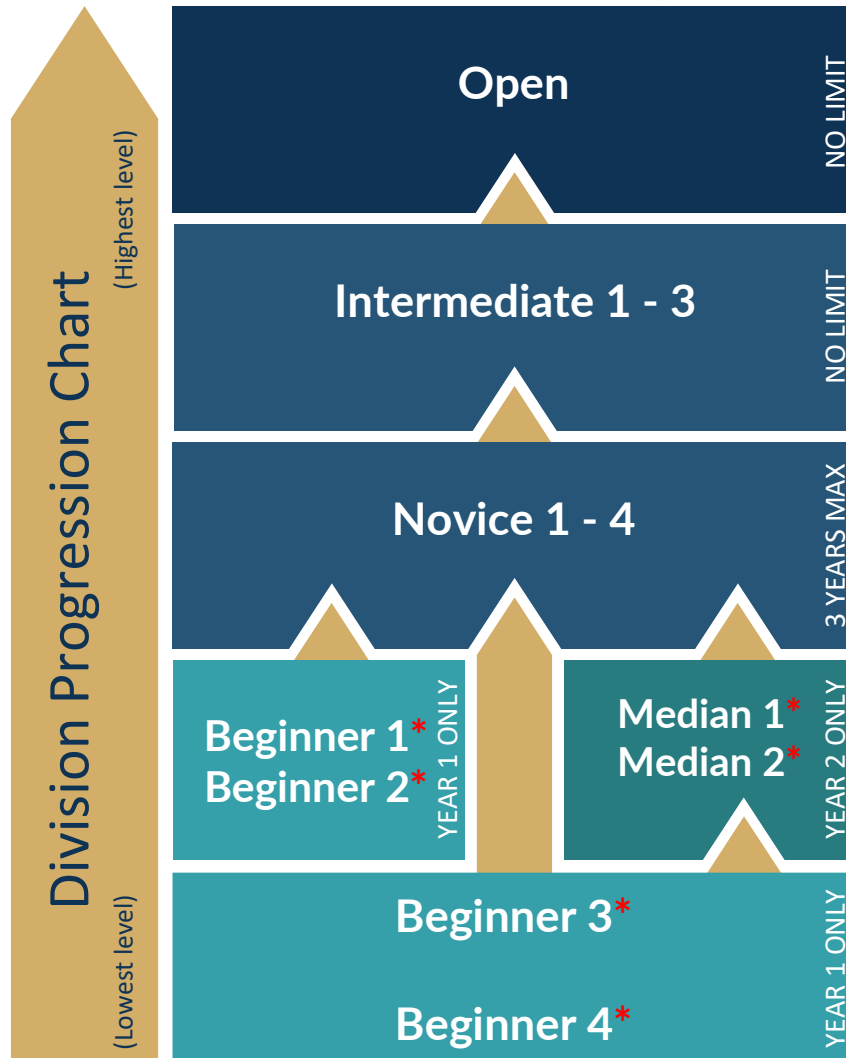 Division Progression Chart
(Highest level)
(Lowest level)
Open
NO LIMIT
Intermediate 1 - 3
NO LIMIT
Novice 1 - 4
3 YEARS MAX
Beginner 1*
Beginner 2*
YEAR 1 ONLY
Median 1*
Median 2*
YEAR 2 ONLY
Beginner 3*
Beginner 4*
YEAR 1 ONLY